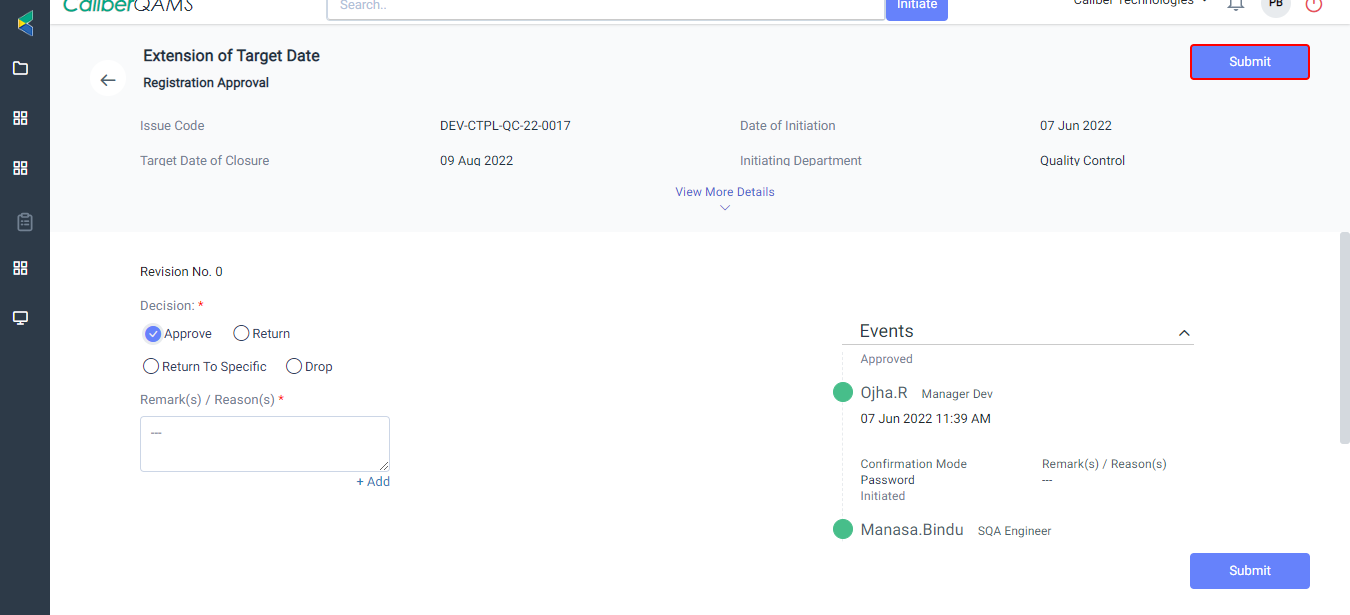 CaliberQAMS
Search..
Initiate
Caliber Technologies
PB
Extension of Target Date
Submit
Registration Approval
Issue Code DEV-CTPL-QC-22-0017 Date of Initiation 07 Jun 2022
Target Date of Closure 09 Aug 2022 Initiating Department Quality Control
View More Details
Revision No. 0
Decision: *
Approve Return
Return To Specific Drop
Remark(s) / Reason(s) *
---
+ Add
Events
Approved
Ojha.R Manager Dev
07 Jun 2022 11:39 AM
Confirmation Mode Remark(s) / Reason(s)
Password ---
Initiated
Manasa.Bindu SQA Engineer
Submit